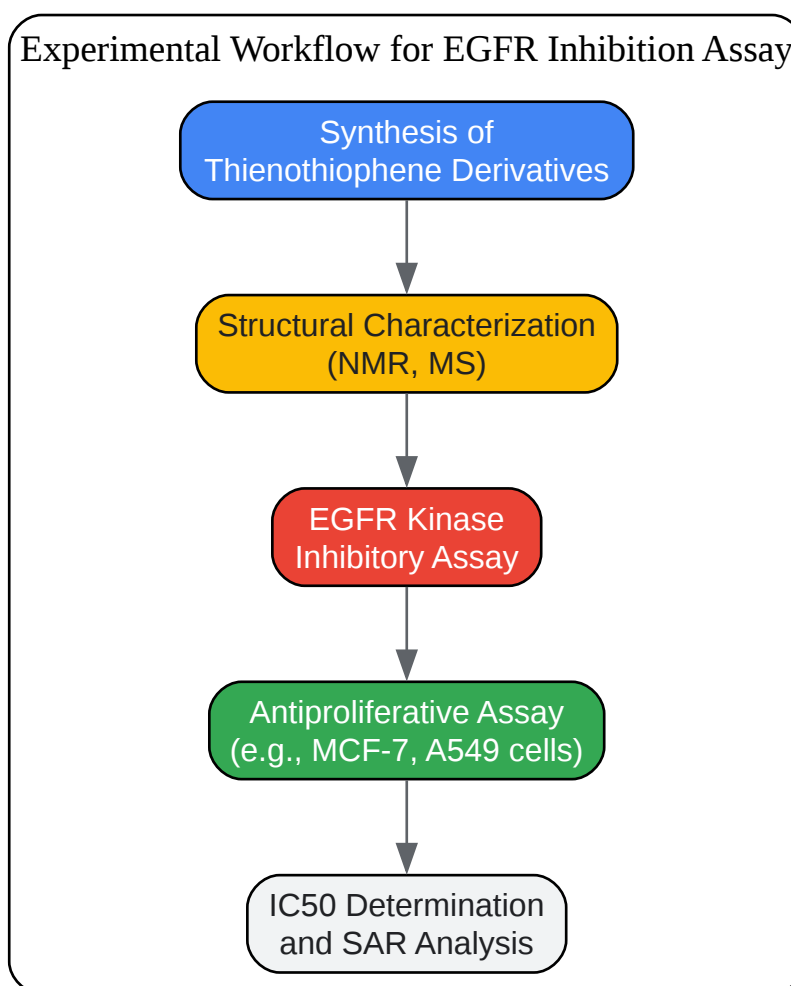 Experimental Workflow for EGFR Inhibition Assay
Synthesis of
Thienothiophene Derivatives
Structural Characterization
(NMR, MS)
EGFR Kinase
Inhibitory Assay
Antiproliferative Assay
(e.g., MCF-7, A549 cells)
IC50 Determination
and SAR Analysis